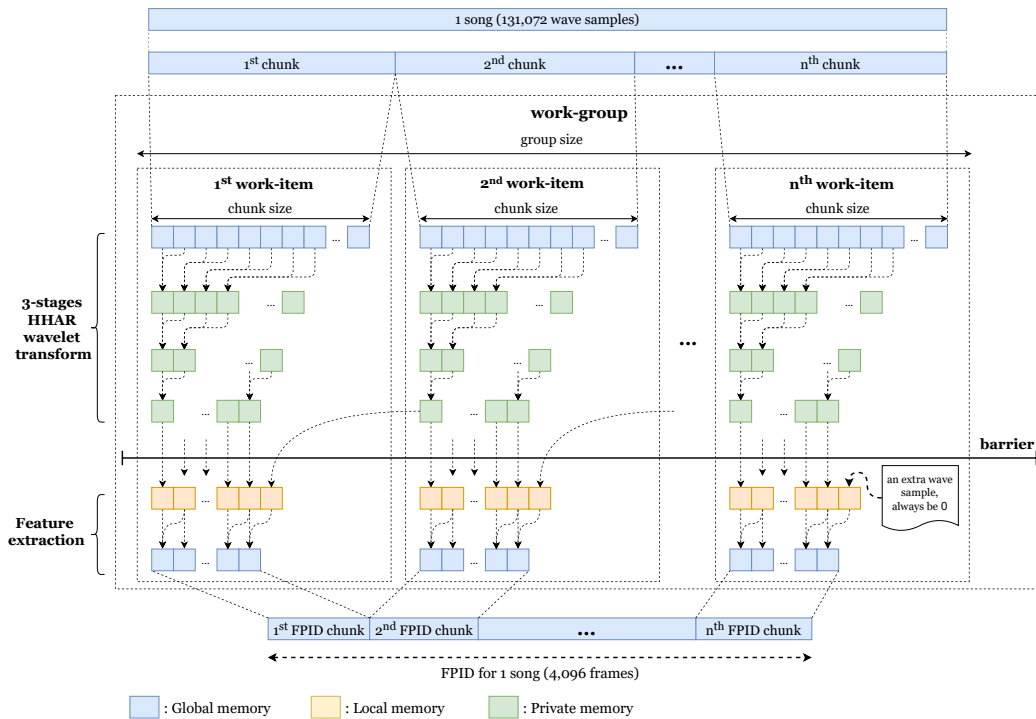 1 song (131,072 wave samples)
1st chunk
2nd chunk
...
nth chunk
work-group
group size
1st work-item
2nd work-item
nth work-item
chunk size
chunk size
chunk size
...
...
...
3-stages
HHAR
wavelet
transform
...
...
...
...
...
...
...
...
...
...
barrier
Feature
extraction
...
...
...
an extra wave
sample,
always be 0
...
...
...
1st FPID chunk
2nd FPID chunk
...
nth FPID chunk
FPID for 1 song (4,096 frames)
: Global memory
: Local memory
: Private memory